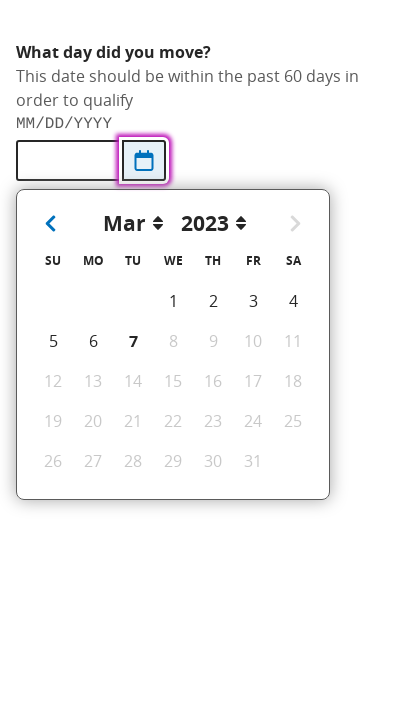 What day did you move?
This date should be within the past 60 days in
order to qualify
MM/DD/YYYY
Mar 2023
SU MO TU WE TH FR SA
1 2 3 4
5 6 7 8 9 10 11
12 13 14 15 16 17 18
19 20 21 22 23 24 25
26 27 28 29 30 31